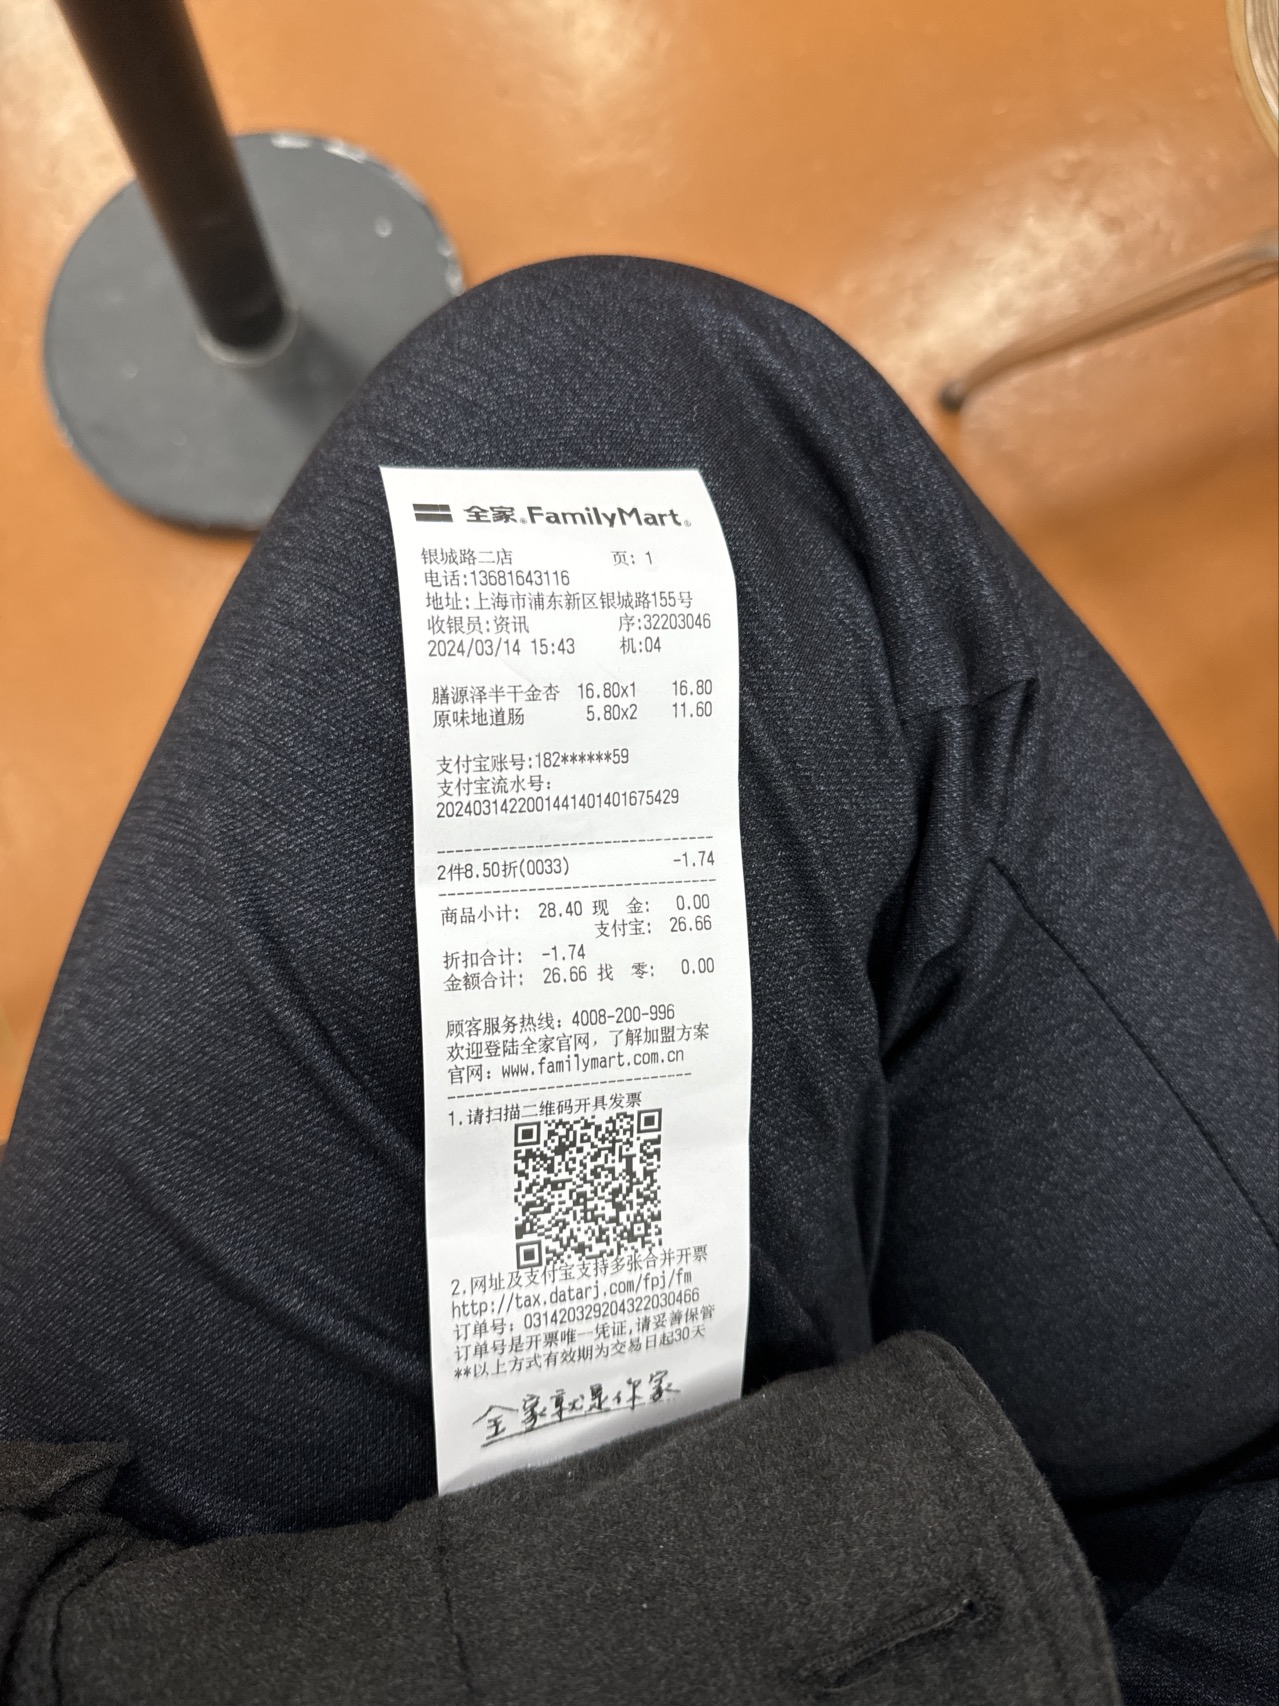 全家®FamilyMart®
银城路二店 页: 1
电话:13681643116
地址:上海市浦东新区银城路155号
收银员:资讯 序:32203046
2024/03/14 15:43 机:04
膳源泽半干金杏 16.80x1 16.80
原味地道肠 5.80x2 11.60
支付宝账号:182******59
支付宝流水号:
2024031422001441401401675429
2件8.50折(0033) -1.74
商品小计: 28.40 现 金: 0.00
支付宝: 26.66
折扣合计: -1.74
金额合计: 26.66 找 零: 0.00
顾客服务热线: 4008-200-996
欢迎登陆全家官网，了解加盟方案
官网: www.familymart.com.cn
1.请扫描二维码开具发票
2.网址及支付宝支持多张合并开票
http://tax.datarj.com/fpj/fm
订单号: 031420329204322030466
订单号是开票唯一凭证,请妥善保管
**以上方式有效期为交易日起30天
全家就是你家